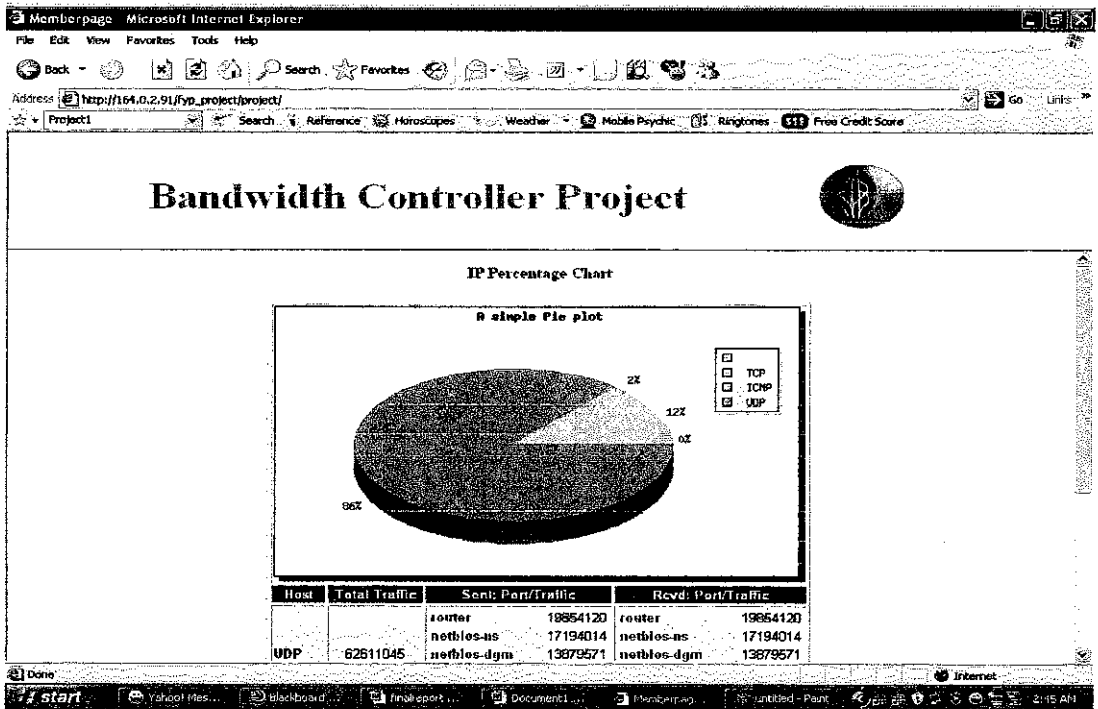 Memberpage Microsoft Internet Explorer
File Edit View Favorites Tools Help
Back Search Favorites
Address http://164.0.2.91/fyp_project/project/ Go Links »
Project1 Search Reference Horoscopes Weather Mobile Psychic Ringtones Free Credit Score
Bandwidth Controller Project
IP Percentage Chart
A simple Pie plot
TCP
ICMP
UDP
2%
12%
0%
86%
Host Total Traffic Sent: Port/Traffic Rcvd: Port/Traffic
router 19854120 router 19854120
netbios-ns 17194014 netbios-ns 17194014
UDP 62611045 netbios-dgm 13879571 netbios-dgm 13879571
Done Internet
start Yahoo! Mes... blackboard finalreport ... Document1... Memberpag... untitled - Paint 2:45 AM